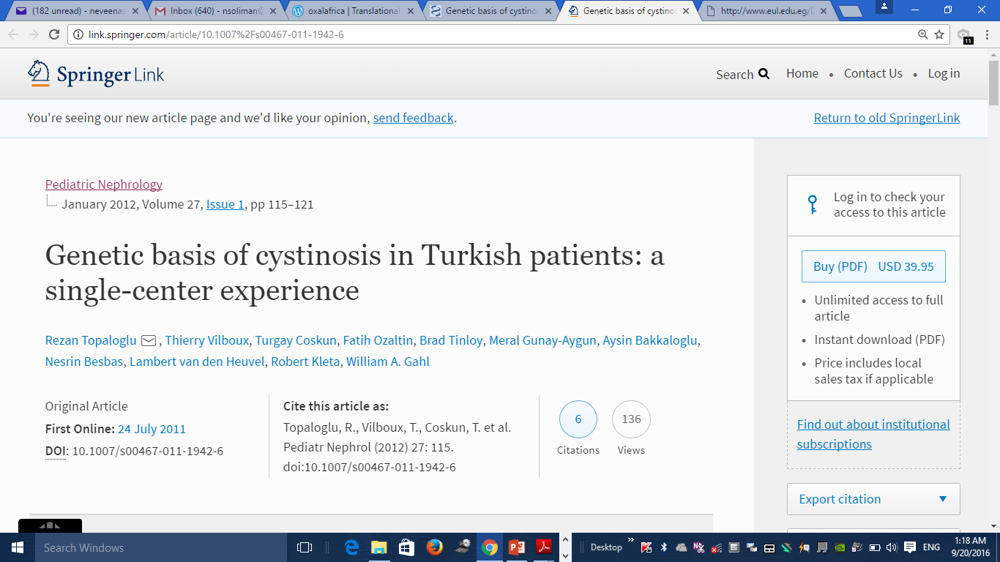 (182 unread) - neveenas
Inbox (640) - nsoliman@
oxalafrica | Translational
Genetic basis of cystinos
Genetic basis of cystinos
http://www.eul.edu.eg/
link.springer.com/article/10.1007%2Fs00467-011-1942-6
11
Springer Link
Search
Home • Contact Us • Log in
You're seeing our new article page and we'd like your opinion, send feedback.
Return to old SpringerLink
Pediatric Nephrology
January 2012, Volume 27, Issue 1, pp 115–121
Genetic basis of cystinosis in Turkish patients: a
single-center experience
Rezan Topaloglu , Thierry Vilboux, Turgay Coskun, Fatih Ozaltin, Brad Tinloy, Meral Gunay-Aygun, Aysin Bakkaloglu,
Nesrin Besbas, Lambert van den Heuvel, Robert Kleta, William A. Gahl
Original Article
First Online: 24 July 2011
DOI: 10.1007/s00467-011-1942-6
Cite this article as:
Topaloglu, R., Vilboux, T., Coskun, T. et al.
Pediatr Nephrol (2012) 27: 115.
doi:10.1007/s00467-011-1942-6
6
Citations
136
Views
Log in to check your
access to this article
Buy (PDF) USD 39.95
• Unlimited access to full
article
• Instant download (PDF)
• Price includes local
sales tax if applicable
Find out about institutional
subscriptions
Export citation
Search Windows
Desktop
ENG
1:18 AM
9/20/2016